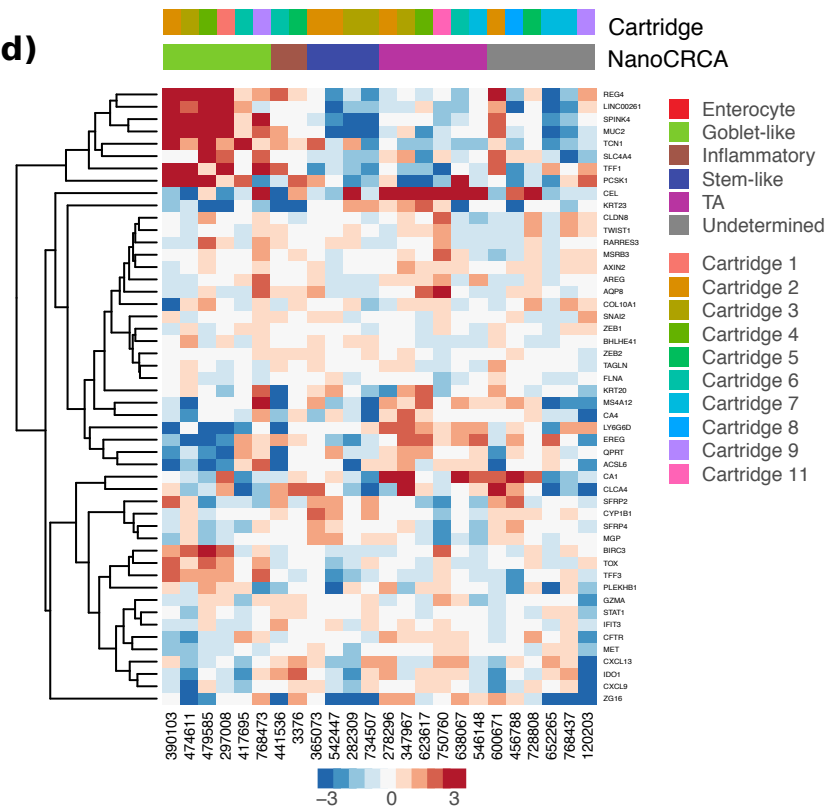 d)
Cartridge
NanoCRCA
REG4
LINC00261
SPINK4
MUC2
TCN1
SLC4A4
TFF1
PCSK1
CEL
KRT23
CLDN8
TWIST1
RARRES3
MSRB3
AXIN2
AREG
AQP8
COL10A1
SNAI2
ZEB1
BHLHE41
ZEB2
TAGLN
FLNA
KRT20
MS4A12
CA4
LY6G6D
EREG
QPRT
ACSL6
CA1
CLCA4
SFRP2
CYP1B1
SFRP4
MGP
BIRC3
TOX
TFF3
PLEKHB1
GZMA
STAT1
IFIT3
CFTR
MET
CXCL13
IDO1
CXCL9
ZG16
Enterocyte
Goblet-like
Inflammatory
Stem-like
TA
Undetermined
Cartridge 1
Cartridge 2
Cartridge 3
Cartridge 4
Cartridge 5
Cartridge 6
Cartridge 7
Cartridge 8
Cartridge 9
Cartridge 11
390103 474611 479585 297008 417695 768473 441536 3376 365073 542447 282309 734507 278296 347967 623617 750760 638067 546148 600671 456788 728808 652265 768437 120203
−3 0 3